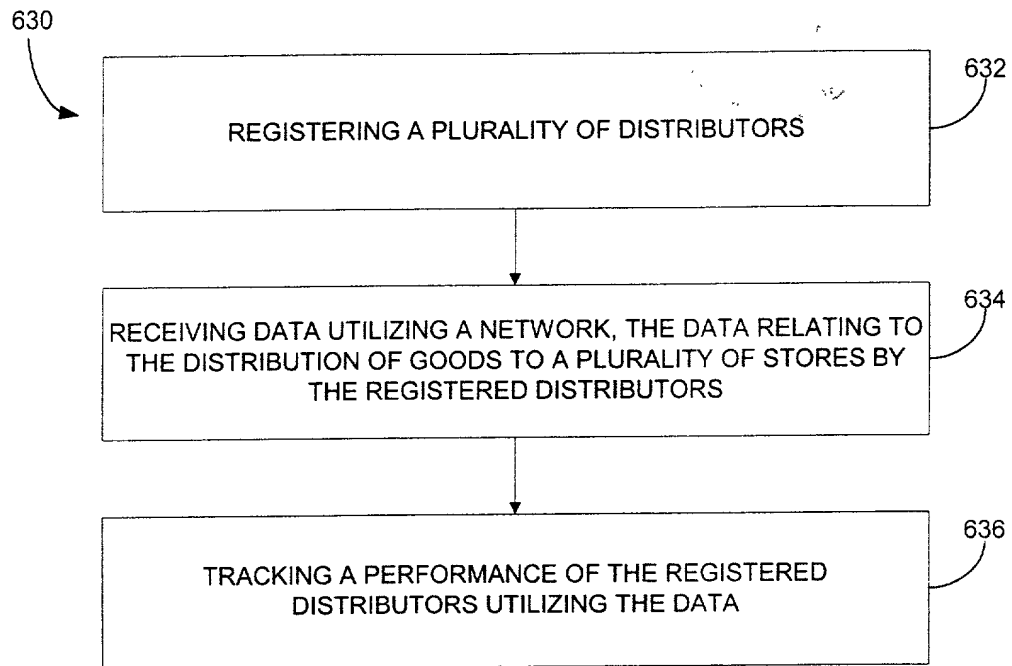 630
632
REGISTERING A PLURALITY OF DISTRIBUTORS
634
RECEIVING DATA UTILIZING A NETWORK, THE DATA RELATING TO
THE DISTRIBUTION OF GOODS TO A PLURALITY OF STORES BY
THE REGISTERED DISTRIBUTORS
636
TRACKING A PERFORMANCE OF THE REGISTERED
DISTRIBUTORS UTILIZING THE DATA